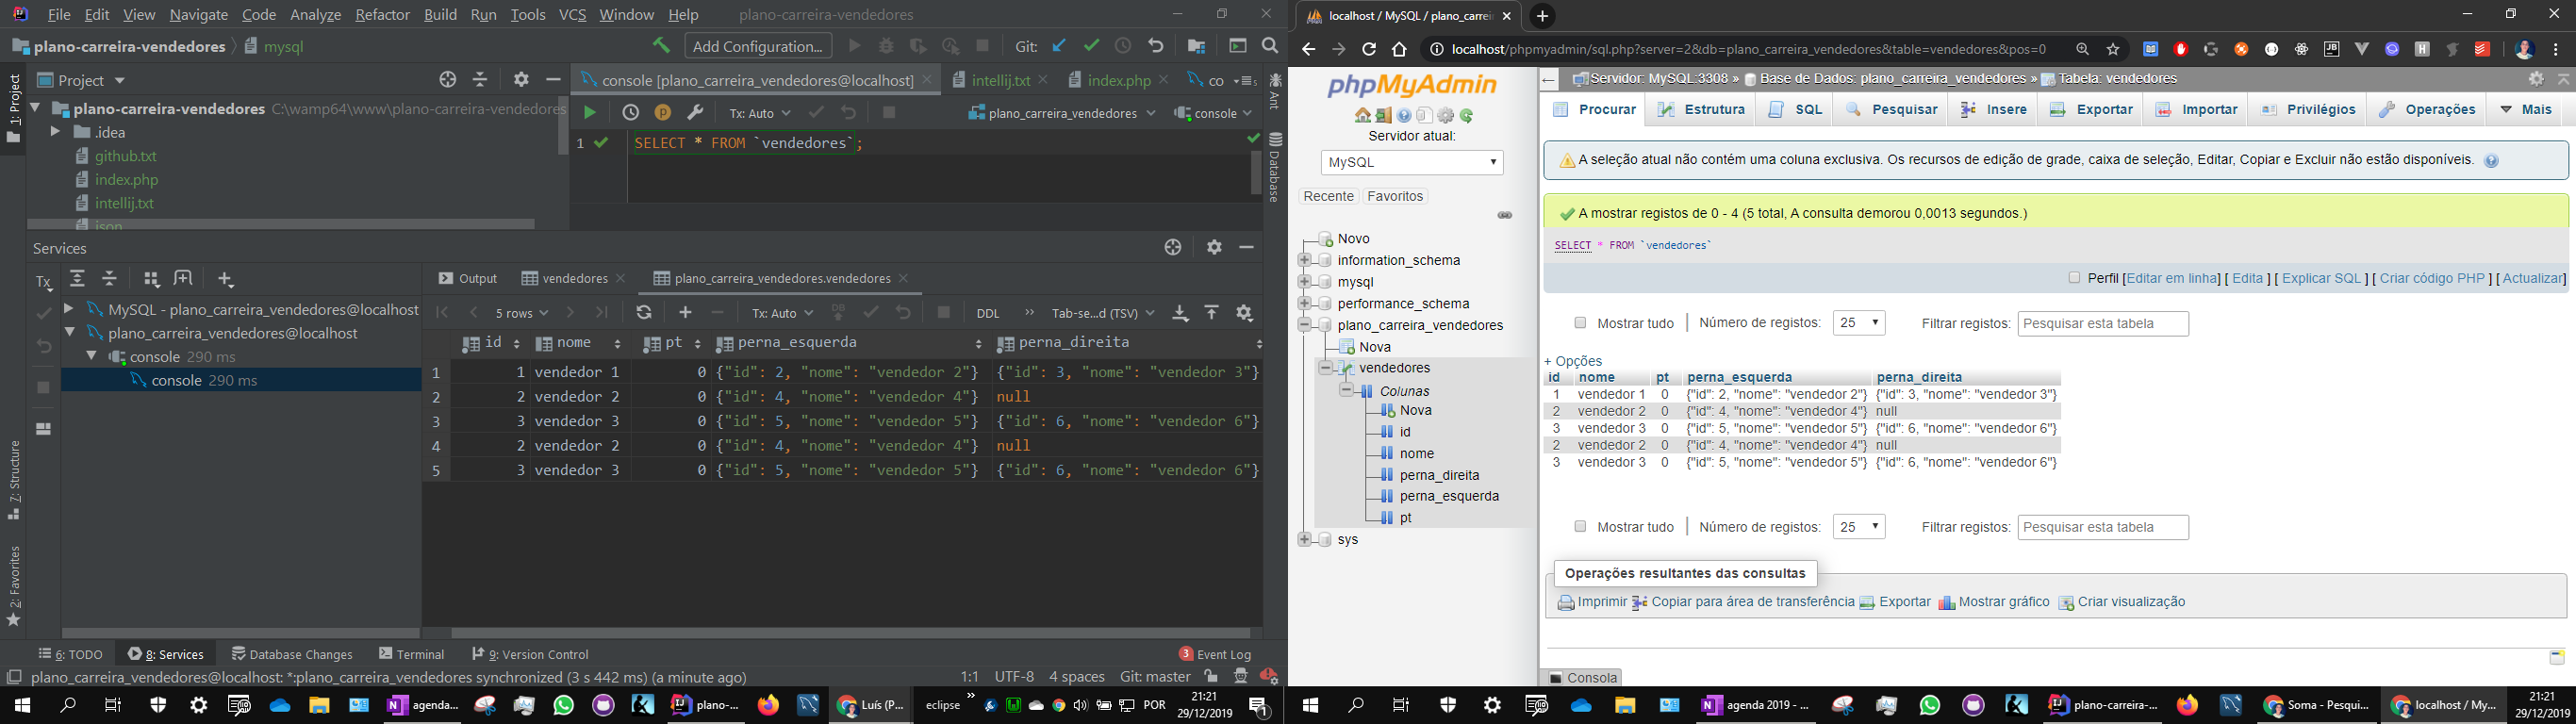 File Edit View Navigate Code Analyze Refactor Build Run Tools VCS Window Help plano-carreira-vendedores
plano-carreira-vendedores mysql Add Configuration... Git:
1: Project
Project
plano-carreira-vendedores C:\wamp64\www\plano-carreira-vendedores
.idea
github.txt
index.php
intellij.txt
json
console [plano_carreira_vendedores@localhost] intellij.txt index.php co
Tx: Auto plano_carreira_vendedores console
1 SELECT * FROM `vendedores`;
Ant
Database
Services
Tx
MySQL - plano_carreira_vendedores@localhost
plano_carreira_vendedores@localhost
console 290 ms
console 290 ms
Output vendedores plano_carreira_vendedores.vendedores
5 rows Tx: Auto DB DDL Tab-se...d (TSV)
id nome pt perna_esquerda perna_direita
1 1 vendedor 1 0 {"id": 2, "nome": "vendedor 2"} {"id": 3, "nome": "vendedor 3"}
2 2 vendedor 2 0 {"id": 4, "nome": "vendedor 4"} null
3 3 vendedor 3 0 {"id": 5, "nome": "vendedor 5"} {"id": 6, "nome": "vendedor 6"}
4 2 vendedor 2 0 {"id": 4, "nome": "vendedor 4"} null
5 3 vendedor 3 0 {"id": 5, "nome": "vendedor 5"} {"id": 6, "nome": "vendedor 6"}
7: Structure
2: Favorites
6: TODO 8: Services Database Changes Terminal 9: Version Control 3 Event Log
plano_carreira_vendedores@localhost: *:plano_carreira_vendedores synchronized (3 s 442 ms) (a minute ago) 1:1 UTF-8 4 spaces Git: master
agenda... plano-... Luís (P... eclipse POR 21:21
29/12/2019 1
localhost / MySQL / plano_carrei
localhost/phpmyadmin/sql.php?server=2&db=plano_carreira_vendedores&table=vendedores&pos=0
phpMyAdmin
Servidor atual:
MySQL
Recente Favoritos
Novo
information_schema
mysql
performance_schema
plano_carreira_vendedores
Nova
vendedores
Colunas
Nova
id
nome
perna_direita
perna_esquerda
pt
sys
Servidor: MySQL:3308 » Base de Dados: plano_carreira_vendedores » Tabela: vendedores
Procurar Estrutura SQL Pesquisar Insere Exportar Importar Privilégios Operações Mais
A seleção atual não contém uma coluna exclusiva. Os recursos de edição de grade, caixa de seleção, Editar, Copiar e Excluir não estão disponíveis.
A mostrar registos de 0 - 4 (5 total, A consulta demorou 0,0013 segundos.)
SELECT * FROM `vendedores`
Perfil [Editar em linha] [ Edita ] [ Explicar SQL ] [ Criar código PHP ] [ Actualizar]
Mostrar tudo Número de registos: 25 Filtrar registos: Pesquisar esta tabela
+ Opções
id nome pt perna_esquerda perna_direita
1 vendedor 1 0 {"id": 2, "nome": "vendedor 2"} {"id": 3, "nome": "vendedor 3"}
2 vendedor 2 0 {"id": 4, "nome": "vendedor 4"} null
3 vendedor 3 0 {"id": 5, "nome": "vendedor 5"} {"id": 6, "nome": "vendedor 6"}
2 vendedor 2 0 {"id": 4, "nome": "vendedor 4"} null
3 vendedor 3 0 {"id": 5, "nome": "vendedor 5"} {"id": 6, "nome": "vendedor 6"}
Mostrar tudo Número de registos: 25 Filtrar registos: Pesquisar esta tabela
Operações resultantes das consultas
Imprimir Copiar para área de transferência Exportar Mostrar gráfico Criar visualização
Consola
agenda 2019 - ... plano-carreira-... Soma - Pesqui... localhost / My... 21:21
29/12/2019